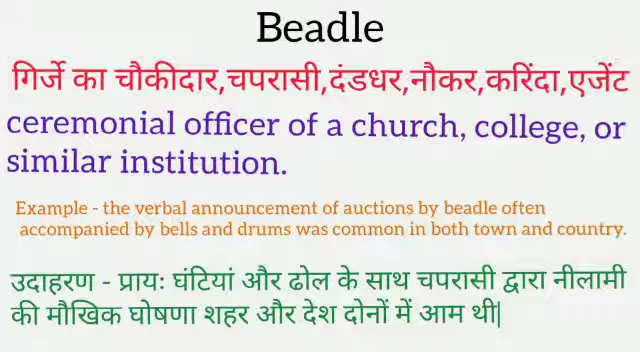 Beadle
गिर्जे का चौकीदार,चपरासी,दंडधर,नौकर,करिंदा,एजेंट
ceremonial officer of a church, college, or
similar institution.
Example - the verbal announcement of auctions by beadle often
accompanied by bells and drums was common in both town and country.
उदाहरण - प्रायः घंटियां और ढोल के साथ चपरासी द्वारा नीलामी
की मौखिक घोषणा शहर और देश दोनों में आम थी|